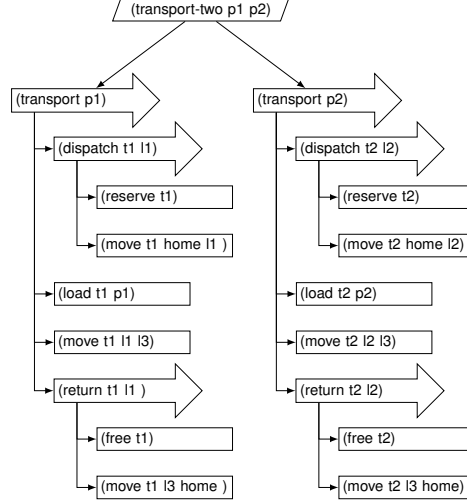 (transport-two p1 p2)
(transport p1)
(dispatch t1 l1)
(reserve t1)
(move t1 home l1 )
(load t1 p1)
(move t1 l1 l3)
(return t1 l1 )
(free t1)
(move t1 l3 home )
(transport p2)
(dispatch t2 l2)
(reserve t2)
(move t2 home l2)
(load t2 p2)
(move t2 l2 l3)
(return t2 l2)
(free t2)
(move t2 l3 home)